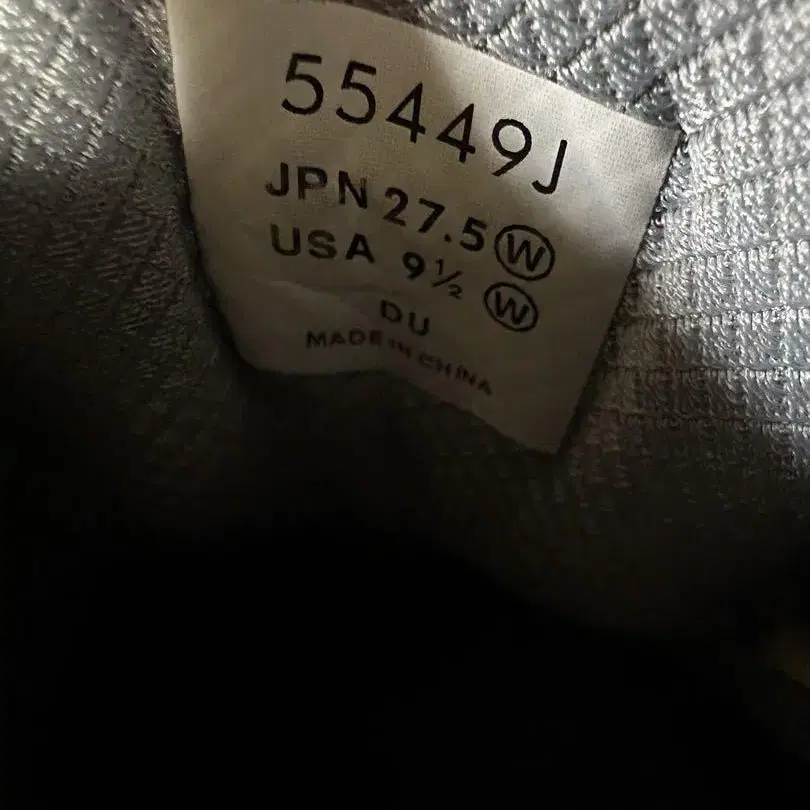 55449J
JPN 27.5 Ⓦ
USA 9½ Ⓦ
DU
MADE IN CHINA